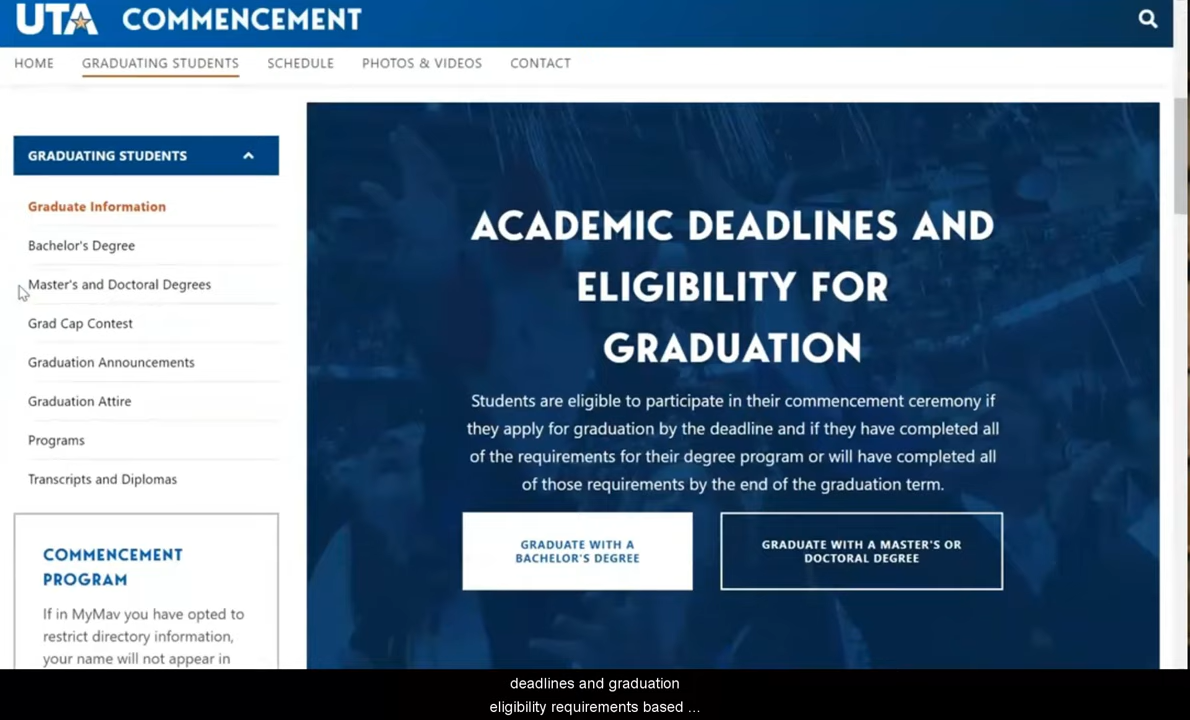 UTA COMMENCEMENT
HOME GRADUATING STUDENTS SCHEDULE PHOTOS & VIDEOS CONTACT
GRADUATING STUDENTS
Graduate Information
Bachelor's Degree
Master's and Doctoral Degrees
Grad Cap Contest
Graduation Announcements
Graduation Attire
Programs
Transcripts and Diplomas
COMMENCEMENT
PROGRAM
If in MyMav you have opted to
restrict directory information,
your name will not appear in
ACADEMIC DEADLINES AND
ELIGIBILITY FOR
GRADUATION
Students are eligible to participate in their commencement ceremony if
they apply for graduation by the deadline and if they have completed all
of the requirements for their degree program or will have completed all
of those requirements by the end of the graduation term.
GRADUATE WITH A
BACHELOR'S DEGREE
GRADUATE WITH A MASTER'S OR
DOCTORAL DEGREE
deadlines and graduation
eligibility requirements based ...